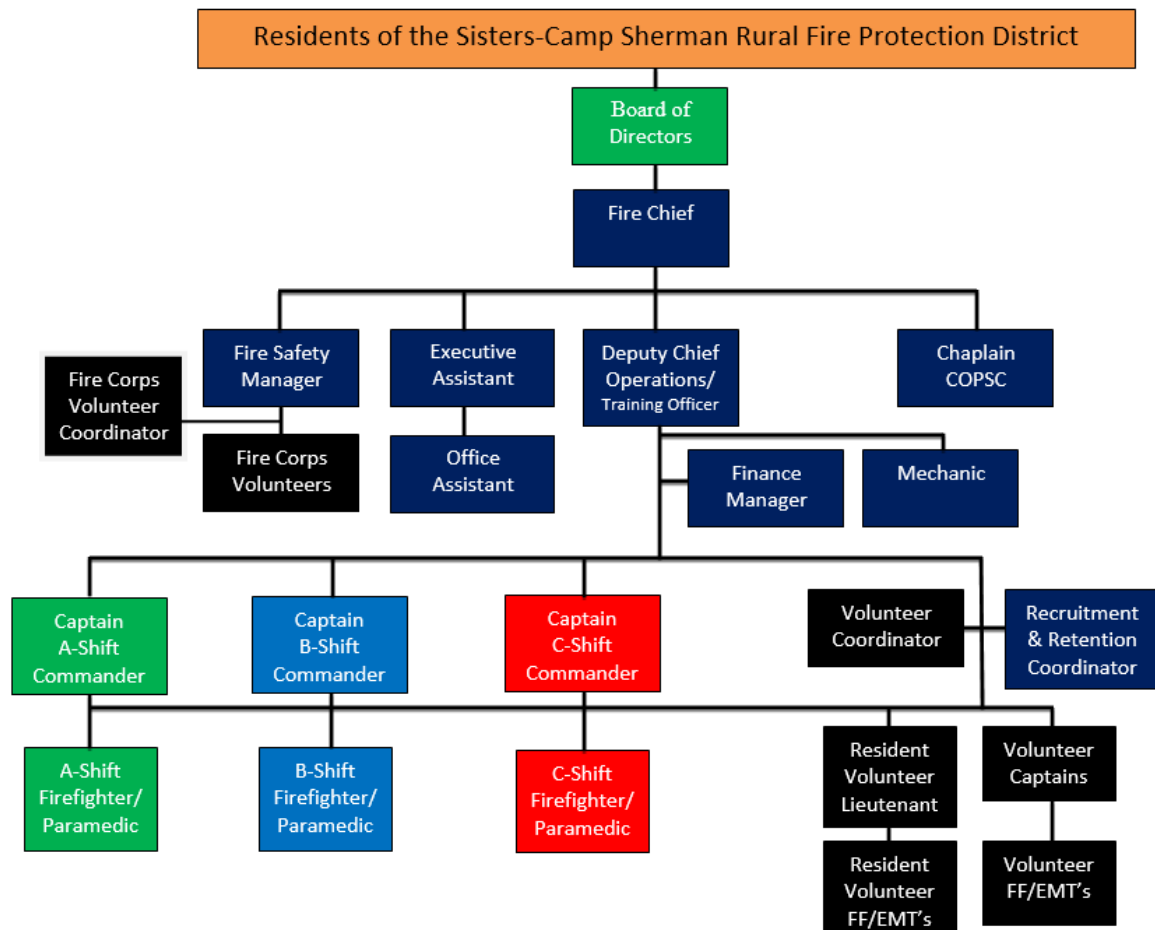 Residents of the Sisters-Camp Sherman Rural Fire Protection District
Board of
Directors
Fire Chief
Fire Safety
Manager
Executive
Assistant
Deputy Chief
Operations/
Training Officer
Chaplain
COPSC
Fire Corps
Volunteer
Coordinator
Fire Corps
Volunteers
Office
Assistant
Finance
Manager
Mechanic
Captain
A-Shift
Commander
Captain
B-Shift
Commander
Captain
C-Shift
Commander
Volunteer
Coordinator
Recruitment
& Retention
Coordinator
A-Shift
Firefighter/
Paramedic
B-Shift
Firefighter/
Paramedic
C-Shift
Firefighter/
Paramedic
Resident
Volunteer
Lieutenant
Volunteer
Captains
Resident
Volunteer
FF/EMT's
Volunteer
FF/EMT's